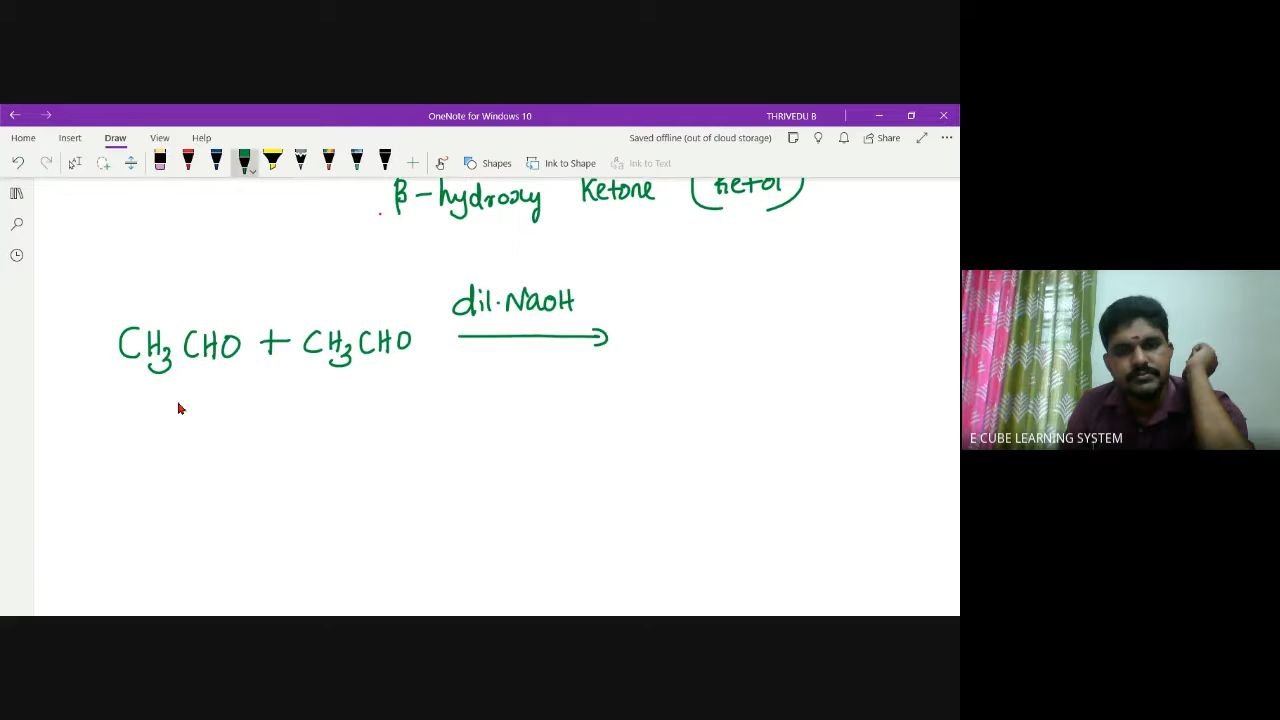 OneNote for Windows 10
THRIVEDU B
Home Insert Draw View Help
Saved offline (out of cloud storage)
Share
Shapes
Ink to Shape
Ink to Text
β-hydroxy Ketone (Ketol)
dil·NaOH
CH3CHO + CH3CHO
E CUBE LEARNING SYSTEM